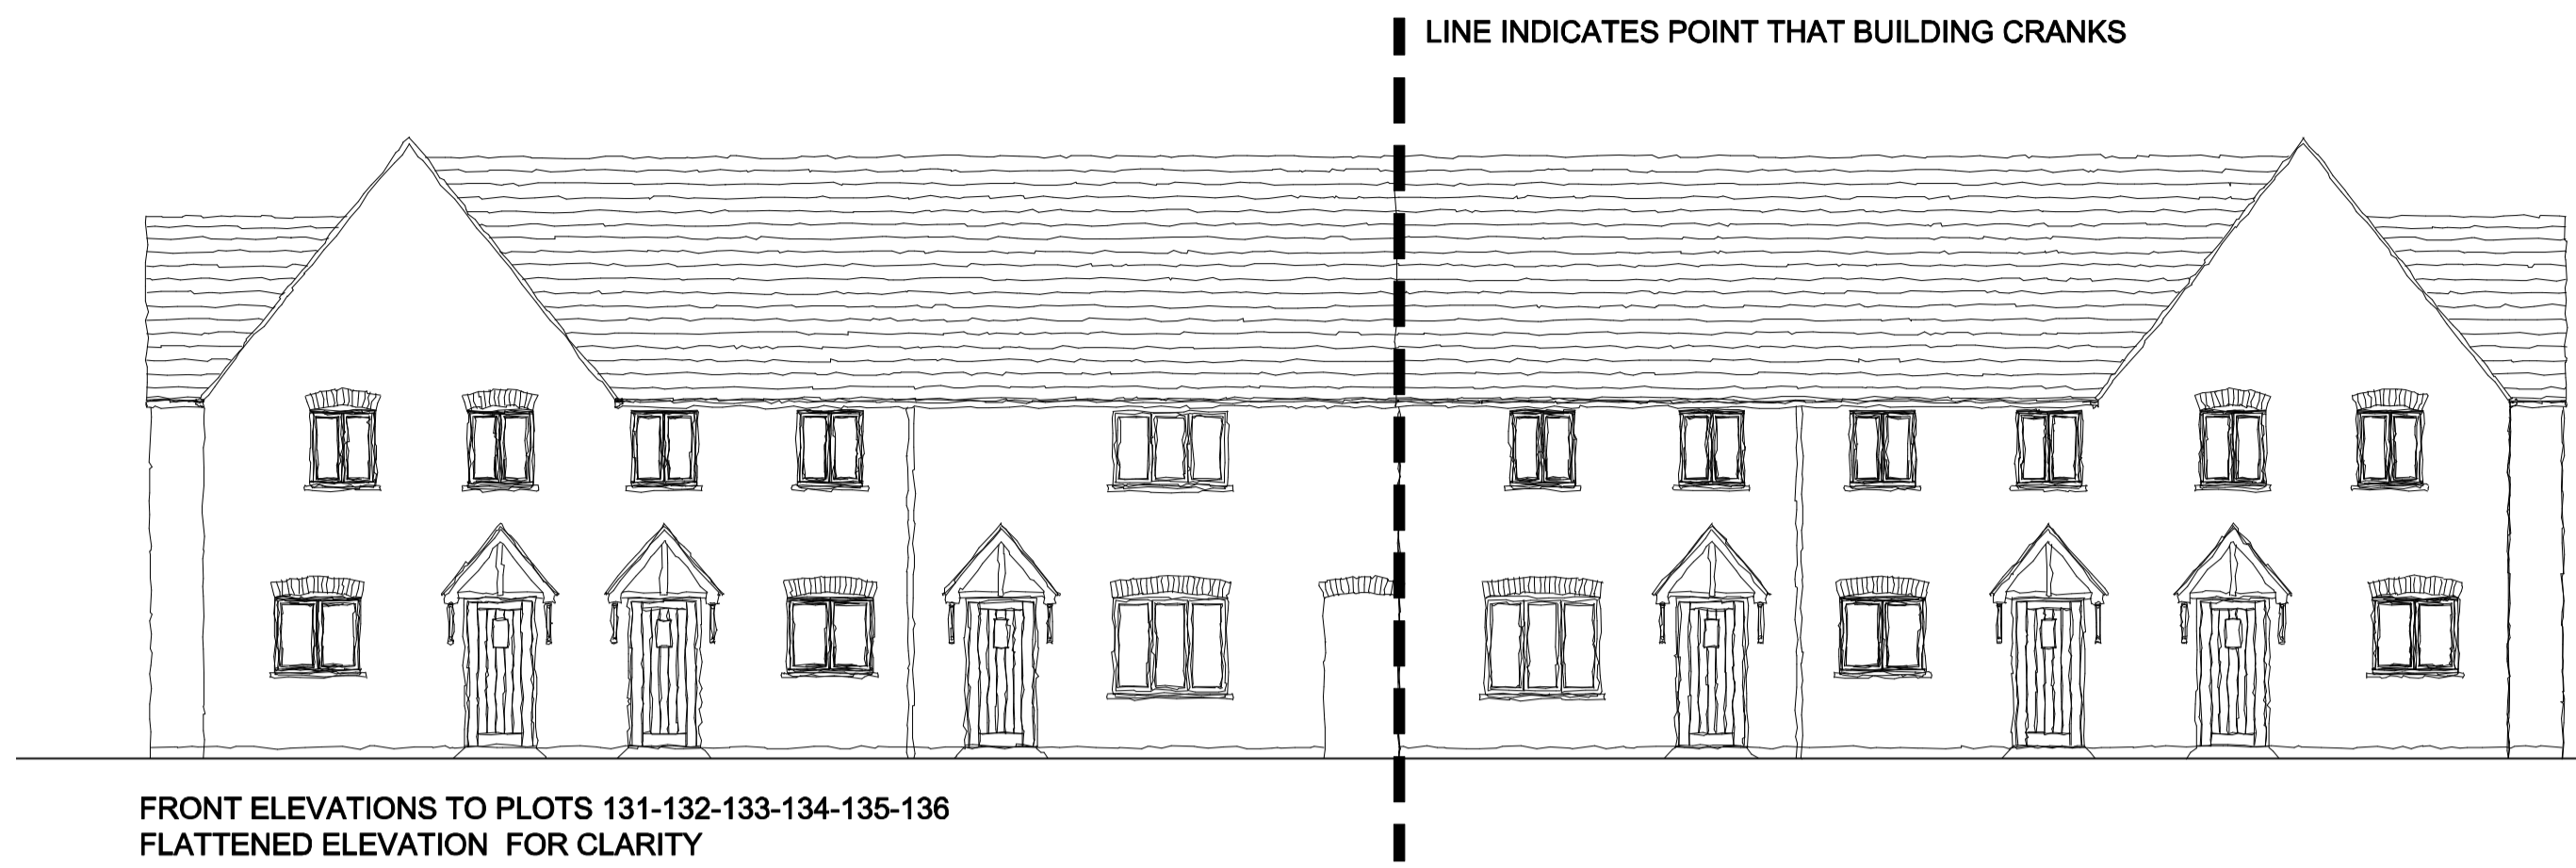 LINE INDICATES POINT THAT BUILDING CRANKS
FRONT ELEVATIONS TO PLOTS 131-132-133-134-135-136
FLATTENED ELEVATION FOR CLARITY